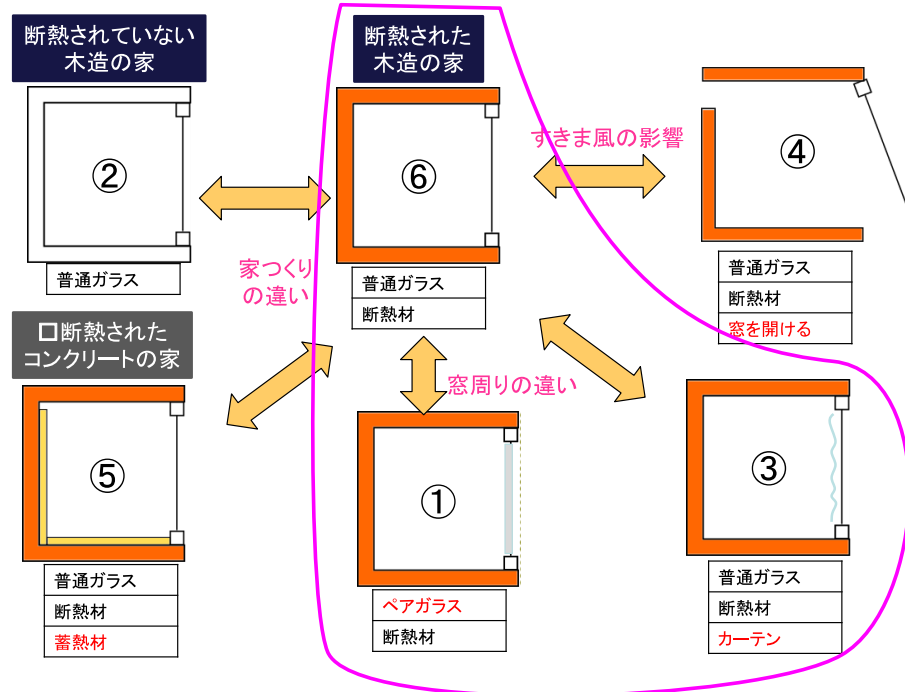 断熱されていない
木造の家
②
普通ガラス
断熱された
木造の家
⑥
普通ガラス
断熱材
すきま風の影響
④
普通ガラス
断熱材
窓を開ける
家つくり
の違い
口断熱された
コンクリートの家
⑤
普通ガラス
断熱材
蓄熱材
窓周りの違い
①
ペアガラス
断熱材
③
普通ガラス
断熱材
カーテン